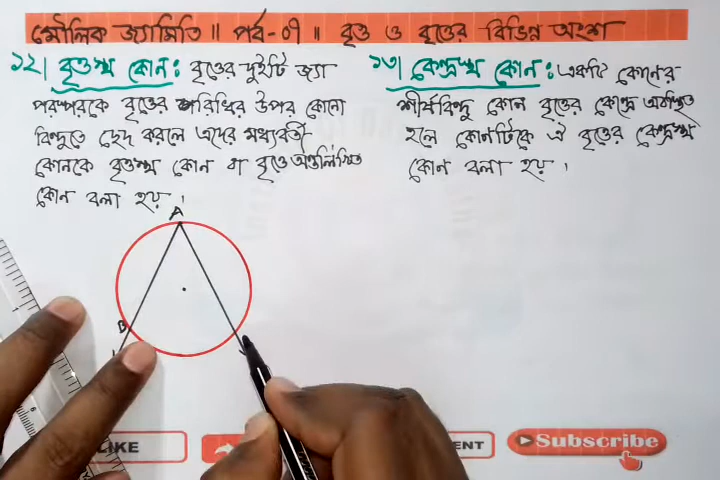 মৌলিক জ্যামিতি ॥ পর্ব - ০৭ ॥ বৃত্ত ও বৃত্তের বিভিন্ন অংশ
১২। বৃত্তস্থ কোন: বৃত্তের দুইটি জ্যা
পরস্পরকে বৃত্তের পরিধির উপর কোনো
বিন্দুতে ছেদ করলে এদের মধ্যবর্তী
কোনকে বৃত্তস্থ কোন বা বৃত্তে অন্তর্লিখিত
কোন বলা হয়।
১৩। কেন্দ্রস্থ কোন: একটি কোনের
শীর্ষবিন্দু কোন বৃত্তের কেন্দ্রে অবস্থিত
হলে কোনটিকে ঐ বৃত্তের কেন্দ্রস্থ
কোন বলা হয়।
A
B
LIKE
ENT
Subscribe